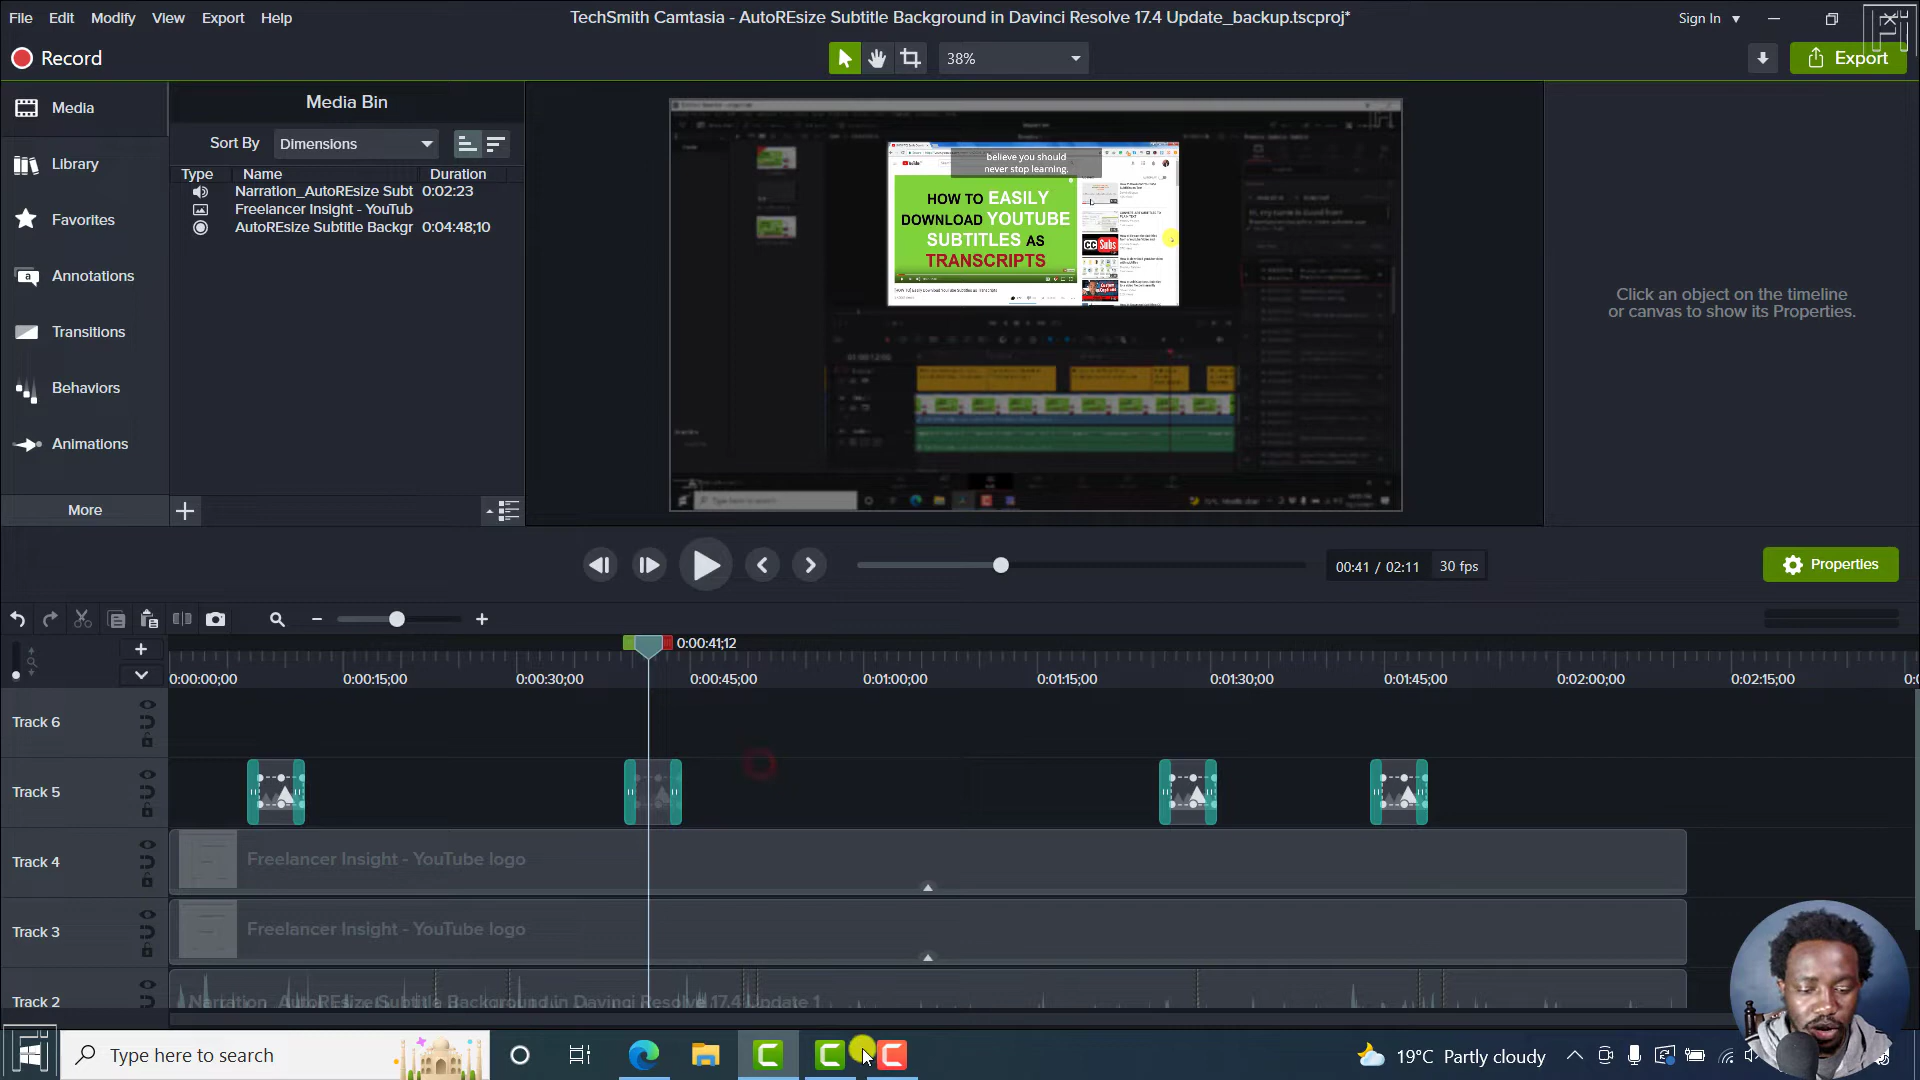 File Edit Modify View Export Help
TechSmith Camtasia - AutoREsize Subtitle Background in Davinci Resolve 17.4 Update_backup.tscproj*
Sign In
Record
38%
Export
Media
Media Bin
Library
Sort By Dimensions
Type Name Duration
Narration_AutoREsize Subt 0:02:23
Freelancer Insight - YouTub
AutoREsize Subtitle Backgr 0:04:48;10
Favorites
Annotations
Transitions
Behaviors
Animations
More
believe you should
never stop learning.
HOW TO EASILY
DOWNLOAD YOUTUBE
SUBTITLES AS
TRANSCRIPTS
Click an object on the timeline
or canvas to show its Properties.
00:41 / 02:11 30 fps
Properties
0:00:41;12
0:00:00;00 0:00:15;00 0:00:30;00 0:00:45;00 0:01:00;00 0:01:15;00 0:01:30;00 0:01:45;00 0:02:00;00 0:02:15;00
Track 6
Track 5
Track 4
Freelancer Insight - YouTube logo
Track 3
Freelancer Insight - YouTube logo
Track 2
Narration_AutoREsize Subtitle Background in Davinci Resolve 17.4 Update 1
Type here to search
19°C Partly cloudy